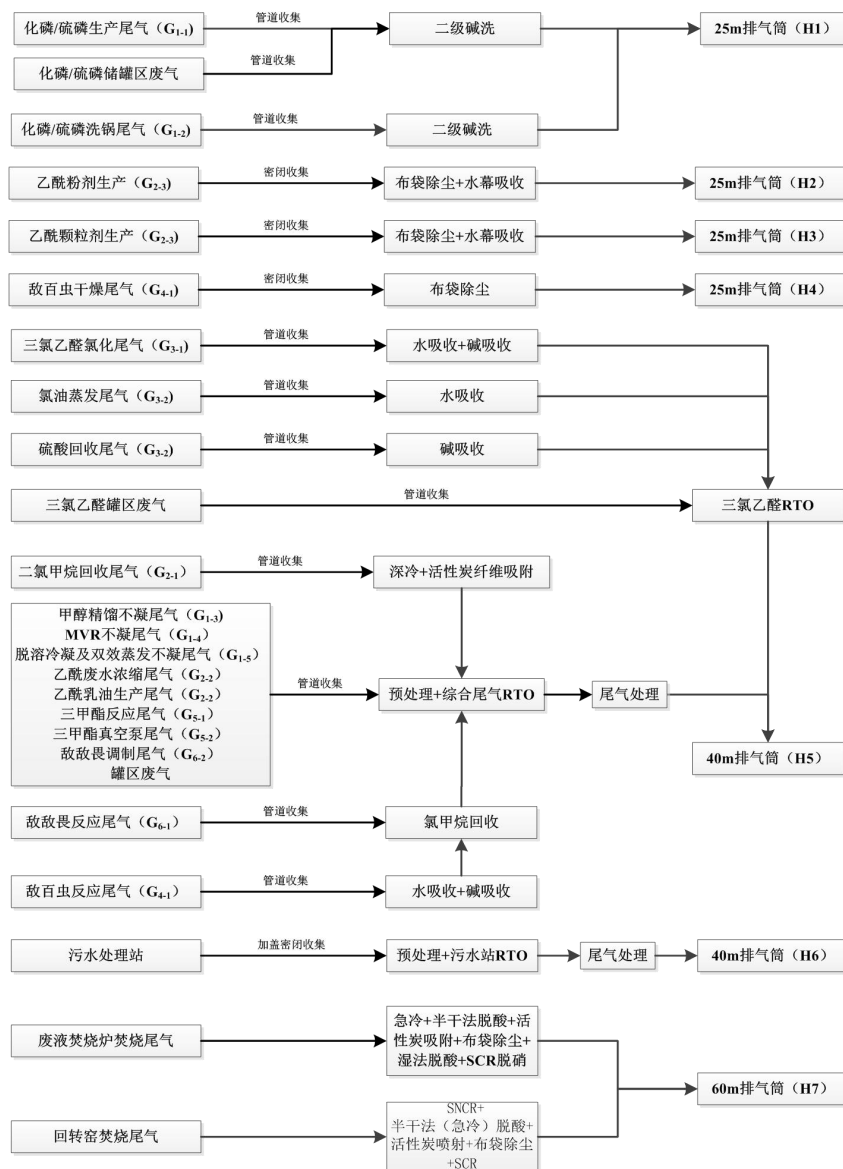 化磷/硫磷生产尾气（G1-1） 管道收集 二级碱洗 25m排气筒（H1）
化磷/硫磷储罐区废气 管道收集
化磷/硫磷洗锅尾气（G1-2） 管道收集 二级碱洗
乙酰粉剂生产（G2-3） 密闭收集 布袋除尘+水幕吸收 25m排气筒（H2）
乙酰颗粒剂生产（G2-3） 密闭收集 布袋除尘+水幕吸收 25m排气筒（H3）
敌百虫干燥尾气（G4-1） 密闭收集 布袋除尘 25m排气筒（H4）
三氯乙醛氯化尾气（G3-1） 管道收集 水吸收+碱吸收
氯油蒸发尾气（G3-2） 管道收集 水吸收
硫酸回收尾气（G3-2） 管道收集 碱吸收
三氯乙醛罐区废气 管道收集 三氯乙醛RTO
二氯甲烷回收尾气（G2-1） 管道收集 深冷+活性炭纤维吸附
甲醇精馏不凝尾气（G1-3）
MVR不凝尾气（G1-4）
脱溶冷凝及双效蒸发不凝尾气（G1-5）
乙酰废水浓缩尾气（G2-2）
乙酰乳油生产尾气（G2-2）
三甲酯反应尾气（G5-1）
三甲酯真空泵尾气（G5-2）
敌敌畏调制尾气（G6-2）
罐区废气
管道收集 预处理+综合尾气RTO 尾气处理
40m排气筒（H5）
敌敌畏反应尾气（G6-1） 管道收集 氯甲烷回收
敌百虫反应尾气（G4-1） 管道收集 水吸收+碱吸收
污水处理站 加盖密闭收集 预处理+污水站RTO 尾气处理 40m排气筒（H6）
废液焚烧炉焚烧尾气
急冷+半干法脱酸+活
性炭吸附+布袋除尘+
湿法脱酸+SCR脱硝
60m排气筒（H7）
回转窑焚烧尾气
SNCR+
半干法（急冷）脱酸+
活性炭喷射+布袋除尘
+SCR